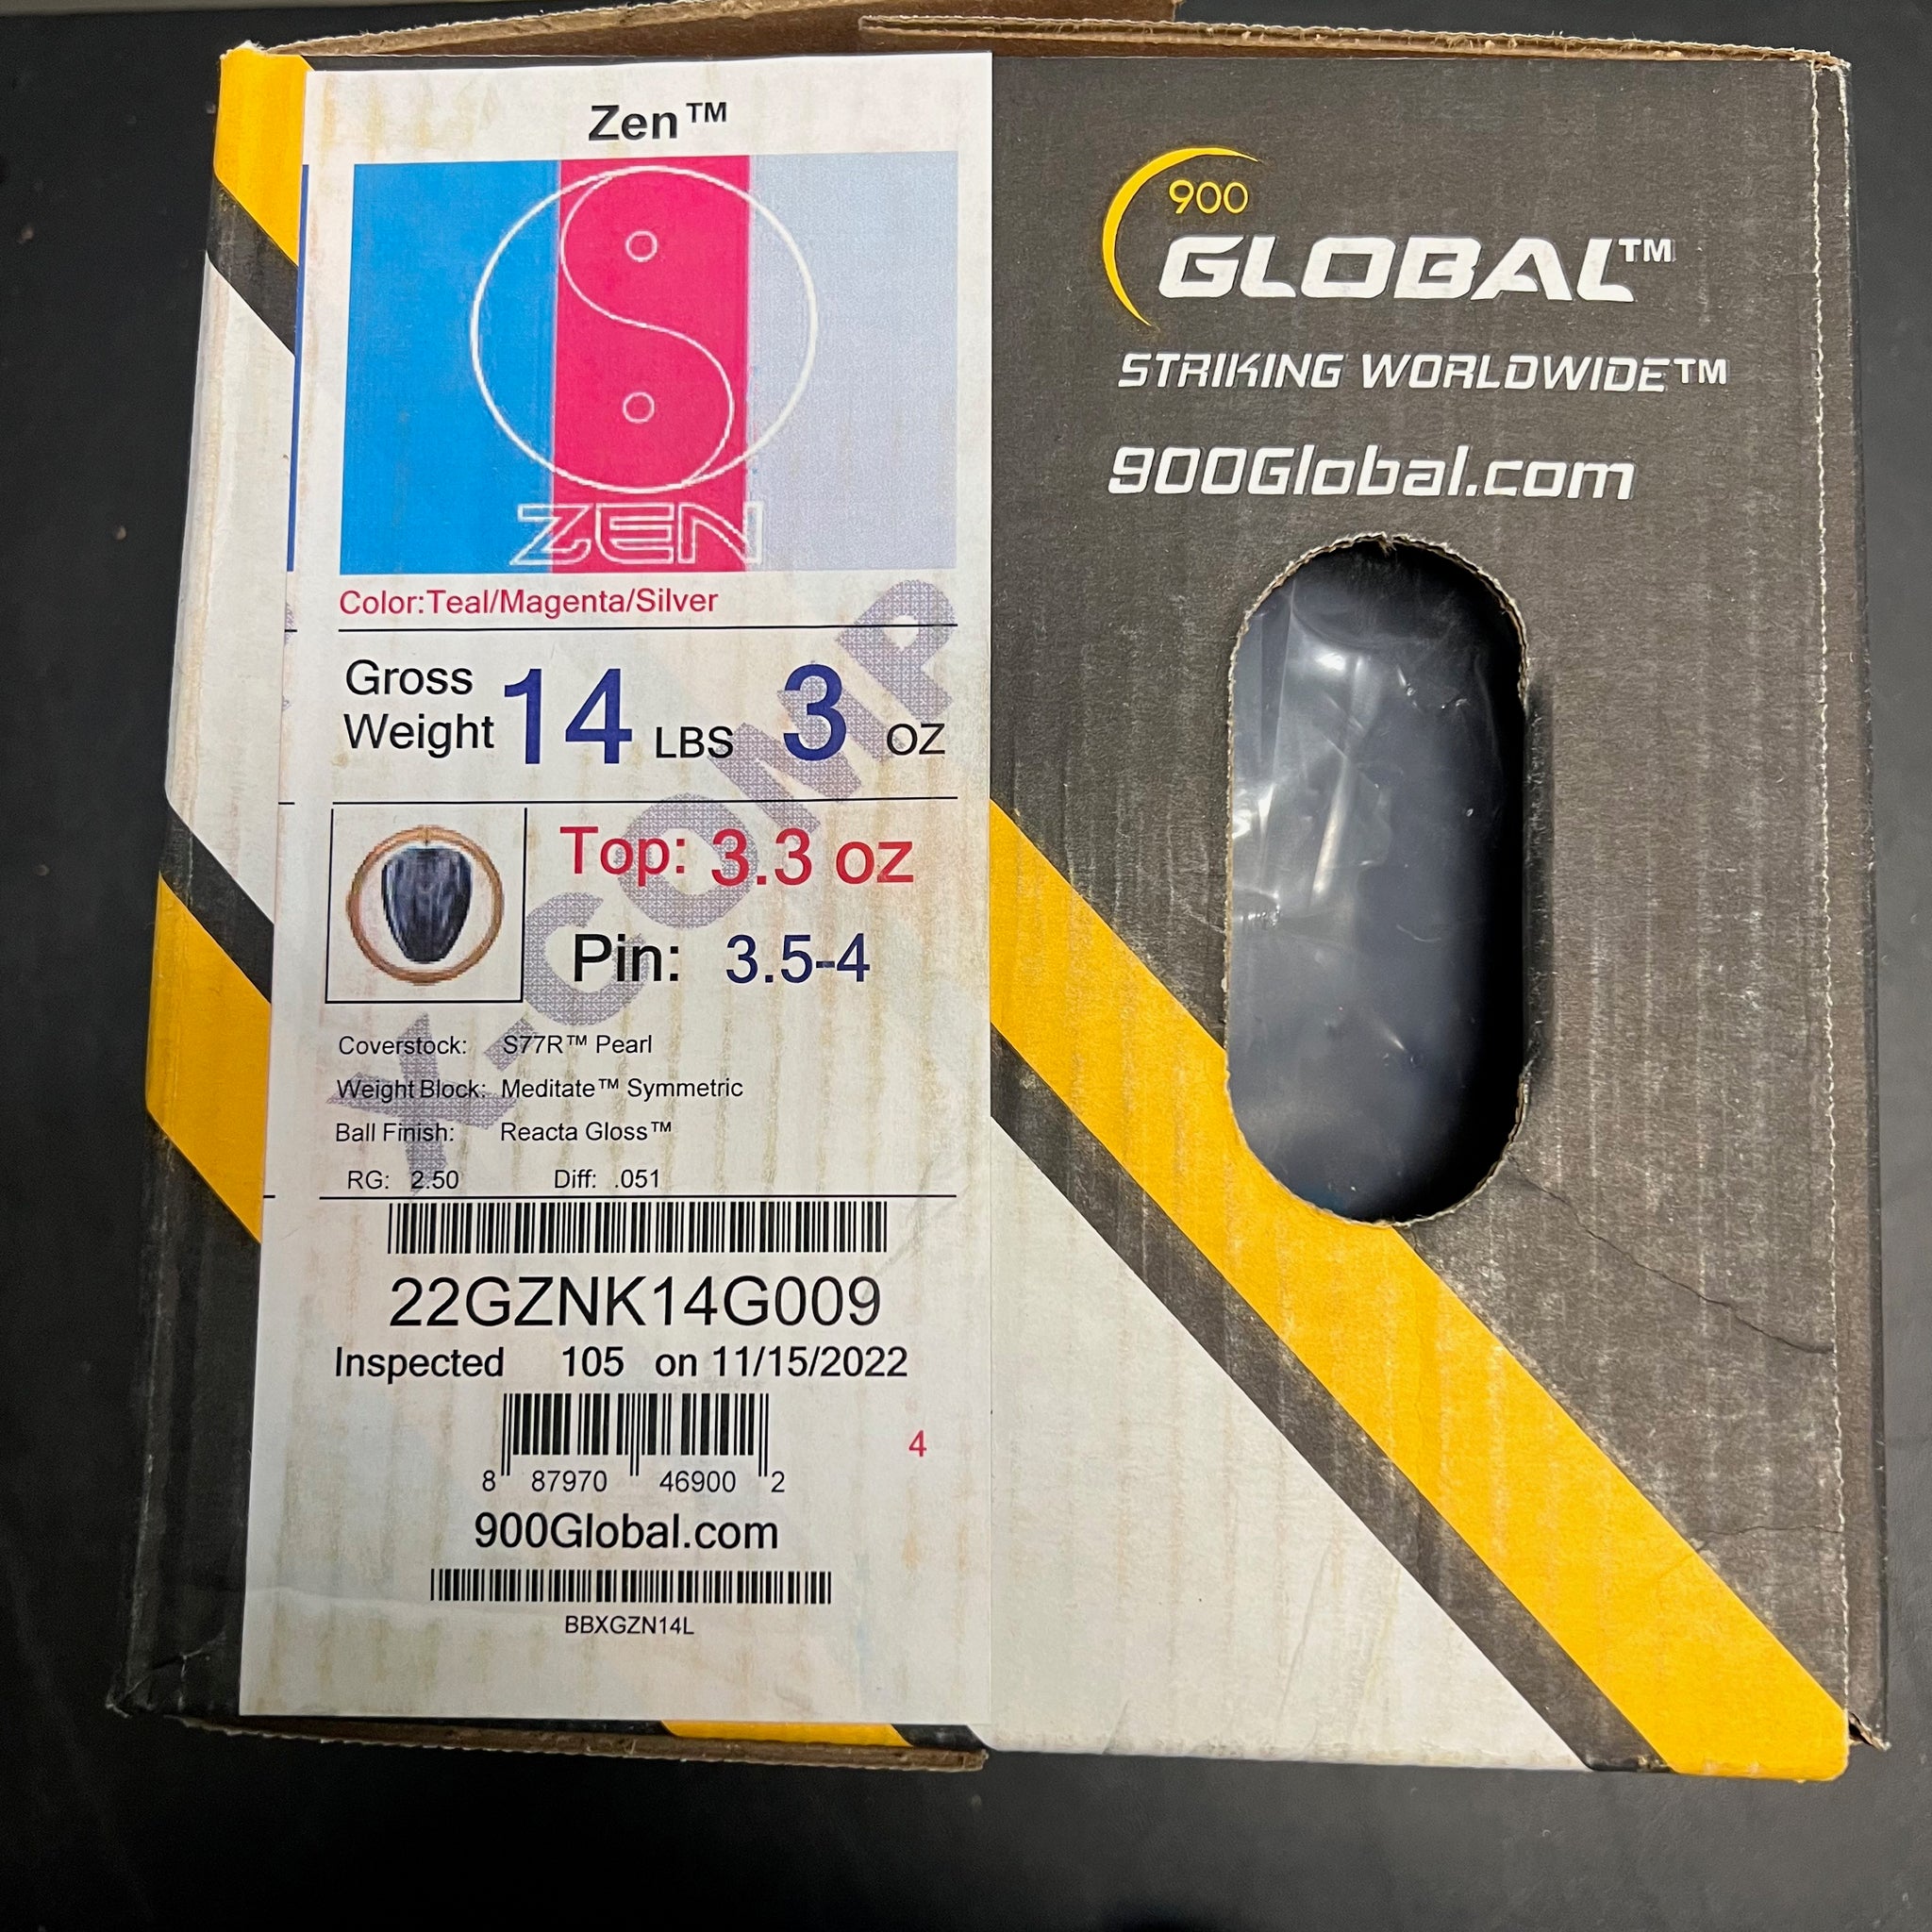 Zen™
ZEN
Color:Teal/Magenta/Silver
Gross Weight 14 LBS 3 OZ
Top: 3.3 oz
Pin: 3.5-4
X-COMP
Coverstock: S77R™ Pearl
Weight Block: Meditate™ Symmetric
Ball Finish: Reacta Gloss™
RG: 2.50 Diff: .051
22GZNK14G009
Inspected 105 on 11/15/2022
4
8 87970 46900 2
900Global.com
BBXGZN14L
900
GLOBAL™
STRIKING WORLDWIDE™
900Global.com